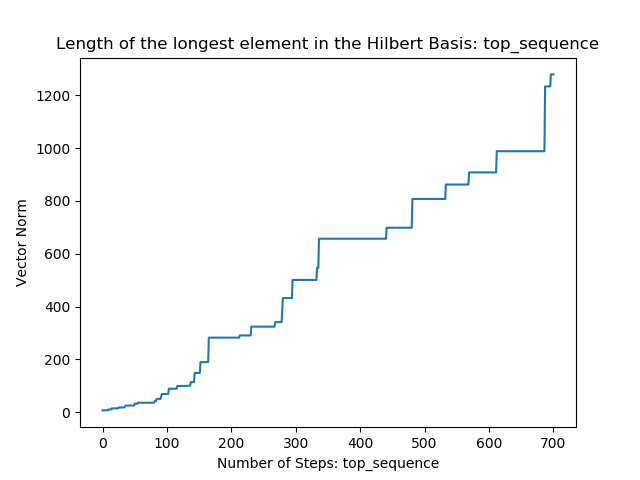 Length of the longest element in the Hilbert Basis: top_sequence
Vector Norm
1200
1000
800
600
400
200
0
0 100 200 300 400 500 600 700
Number of Steps: top_sequence